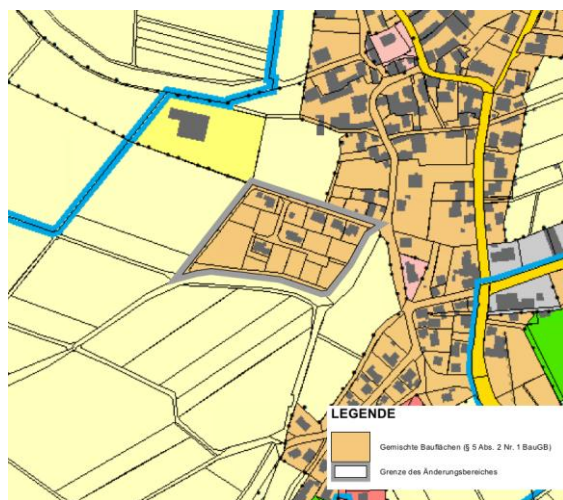 LEGENDE
Gemischte Bauflächen (§ 5 Abs. 2 Nr. 1 BauGB)
Grenze des Änderungsbereiches